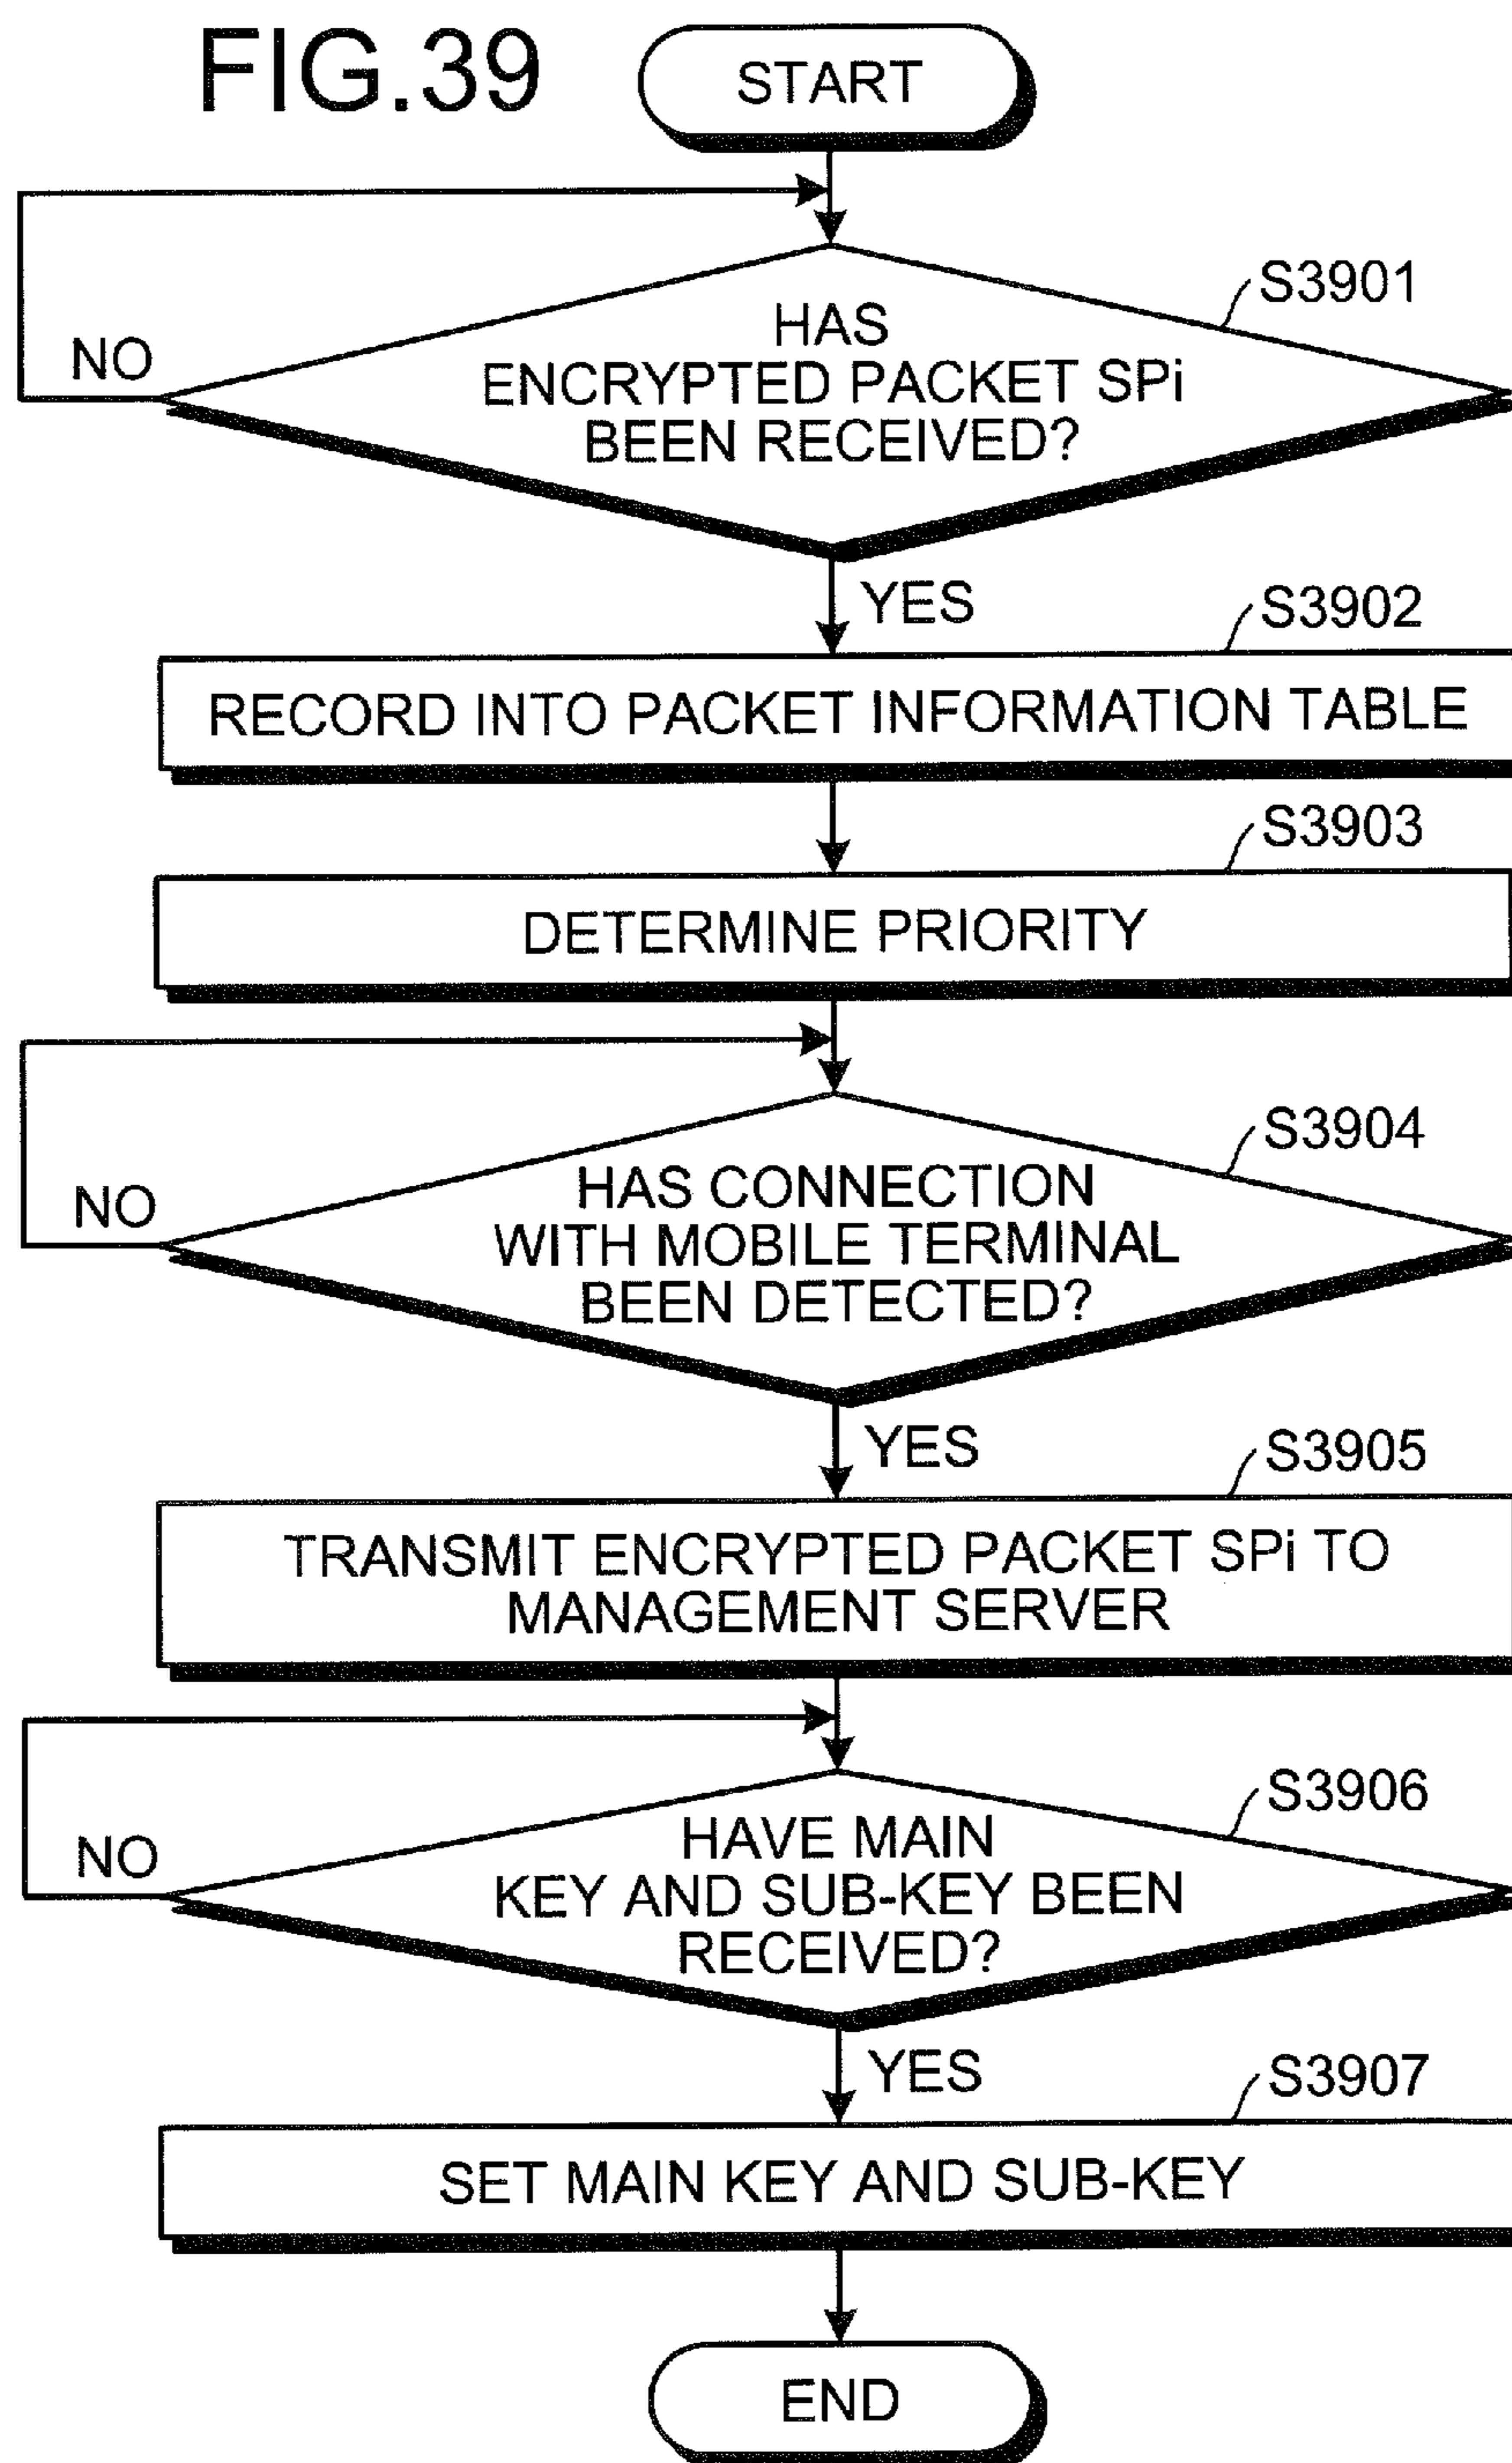 FIG.39
START
S3901
HAS
ENCRYPTED PACKET SPi
BEEN RECEIVED?
NO
YES
S3902
RECORD INTO PACKET INFORMATION TABLE
S3903
DETERMINE PRIORITY
S3904
HAS CONNECTION
WITH MOBILE TERMINAL
BEEN DETECTED?
NO
YES
S3905
TRANSMIT ENCRYPTED PACKET SPi TO
MANAGEMENT SERVER
S3906
HAVE MAIN
KEY AND SUB-KEY BEEN
RECEIVED?
NO
YES
S3907
SET MAIN KEY AND SUB-KEY
END